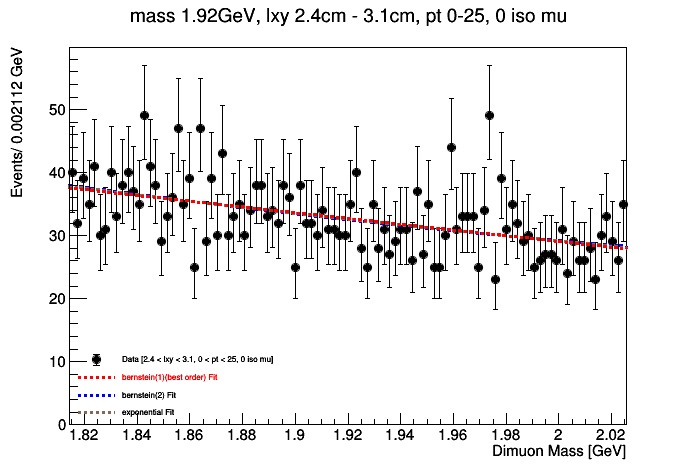 mass 1.92GeV, lxy 2.4cm - 3.1cm, pt 0-25, 0 iso mu
Events/ 0.002112 GeV
50
40
30
20
10
0
Data [2.4 < lxy < 3.1, 0 < pt < 25, 0 iso mu]
bernstein(1)(best order) Fit
bernstein(2) Fit
exponential Fit
1.82 1.84 1.86 1.88 1.9 1.92 1.94 1.96 1.98 2 2.02
Dimuon Mass [GeV]